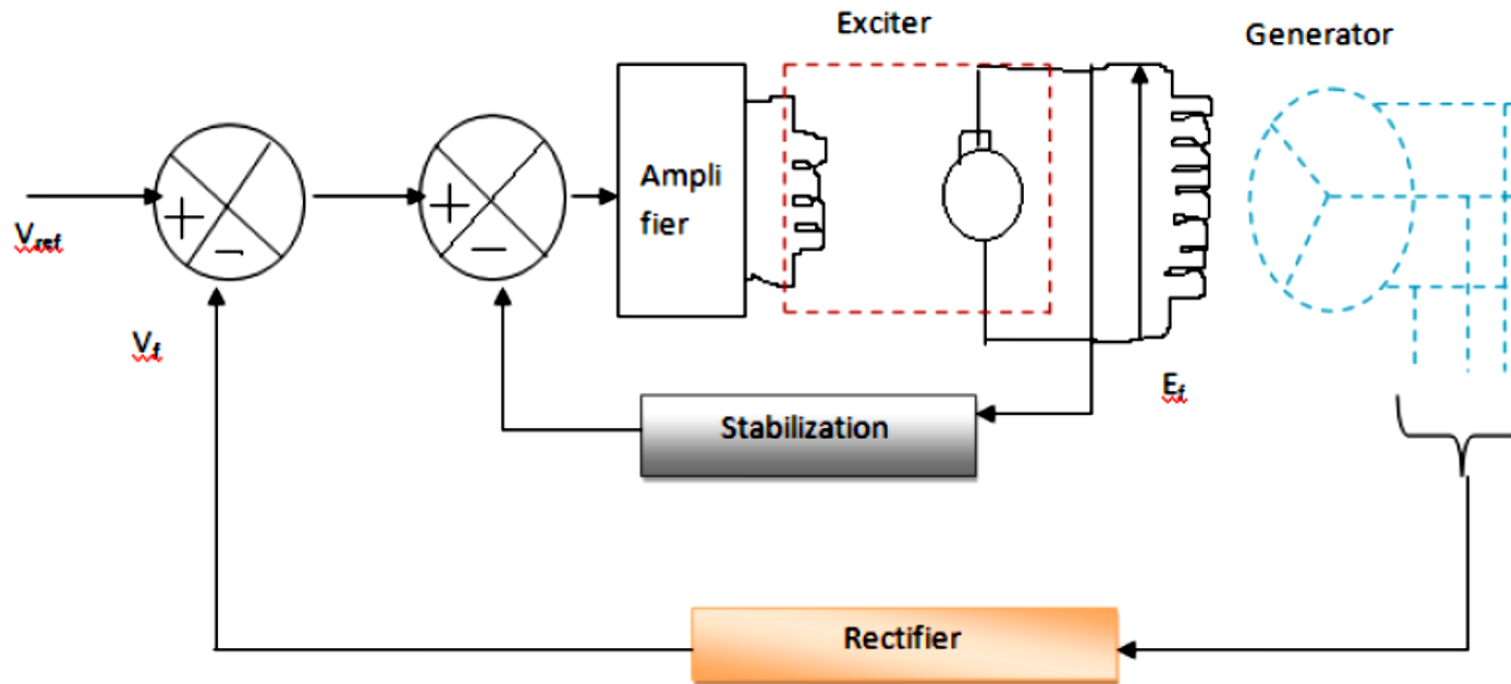 Exciter
Generator
Ampli
fier
+
−
+
−
Vref
Vf
Ef
Stabilization
Rectifier